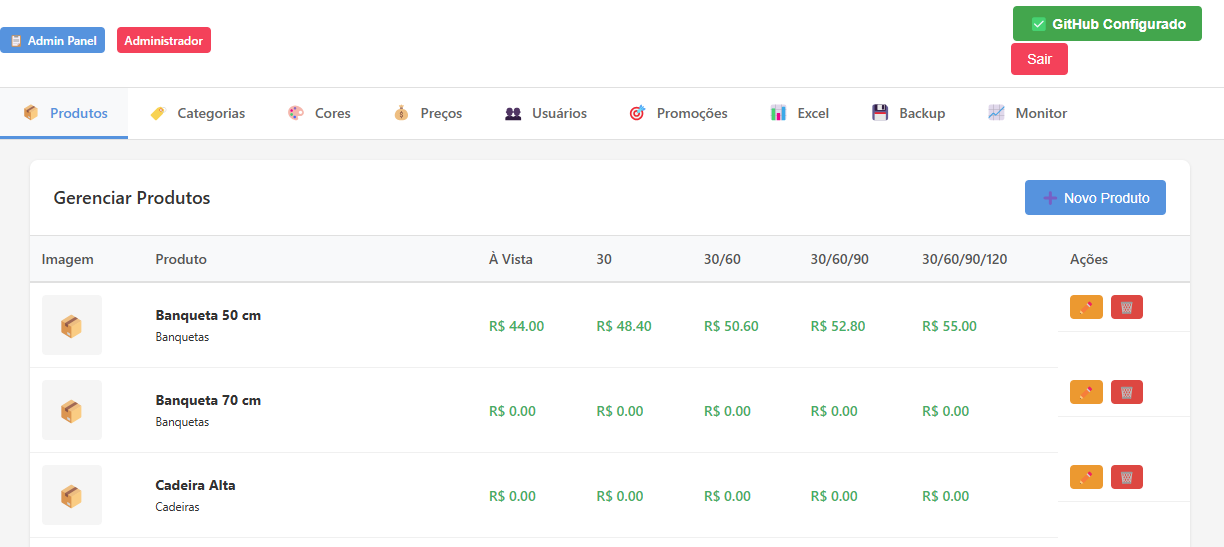 GitHub Configurado
Admin Panel Administrador
Sair
Produtos Categorias Cores Preços Usuários Promoções Excel Backup Monitor
Gerenciar Produtos Novo Produto
Imagem Produto À Vista 30 30/60 30/60/90 30/60/90/120 Ações
Banqueta 50 cm
Banquetas
R$ 44.00 R$ 48.40 R$ 50.60 R$ 52.80 R$ 55.00
Banqueta 70 cm
Banquetas
R$ 0.00 R$ 0.00 R$ 0.00 R$ 0.00 R$ 0.00
Cadeira Alta
Cadeiras
R$ 0.00 R$ 0.00 R$ 0.00 R$ 0.00 R$ 0.00